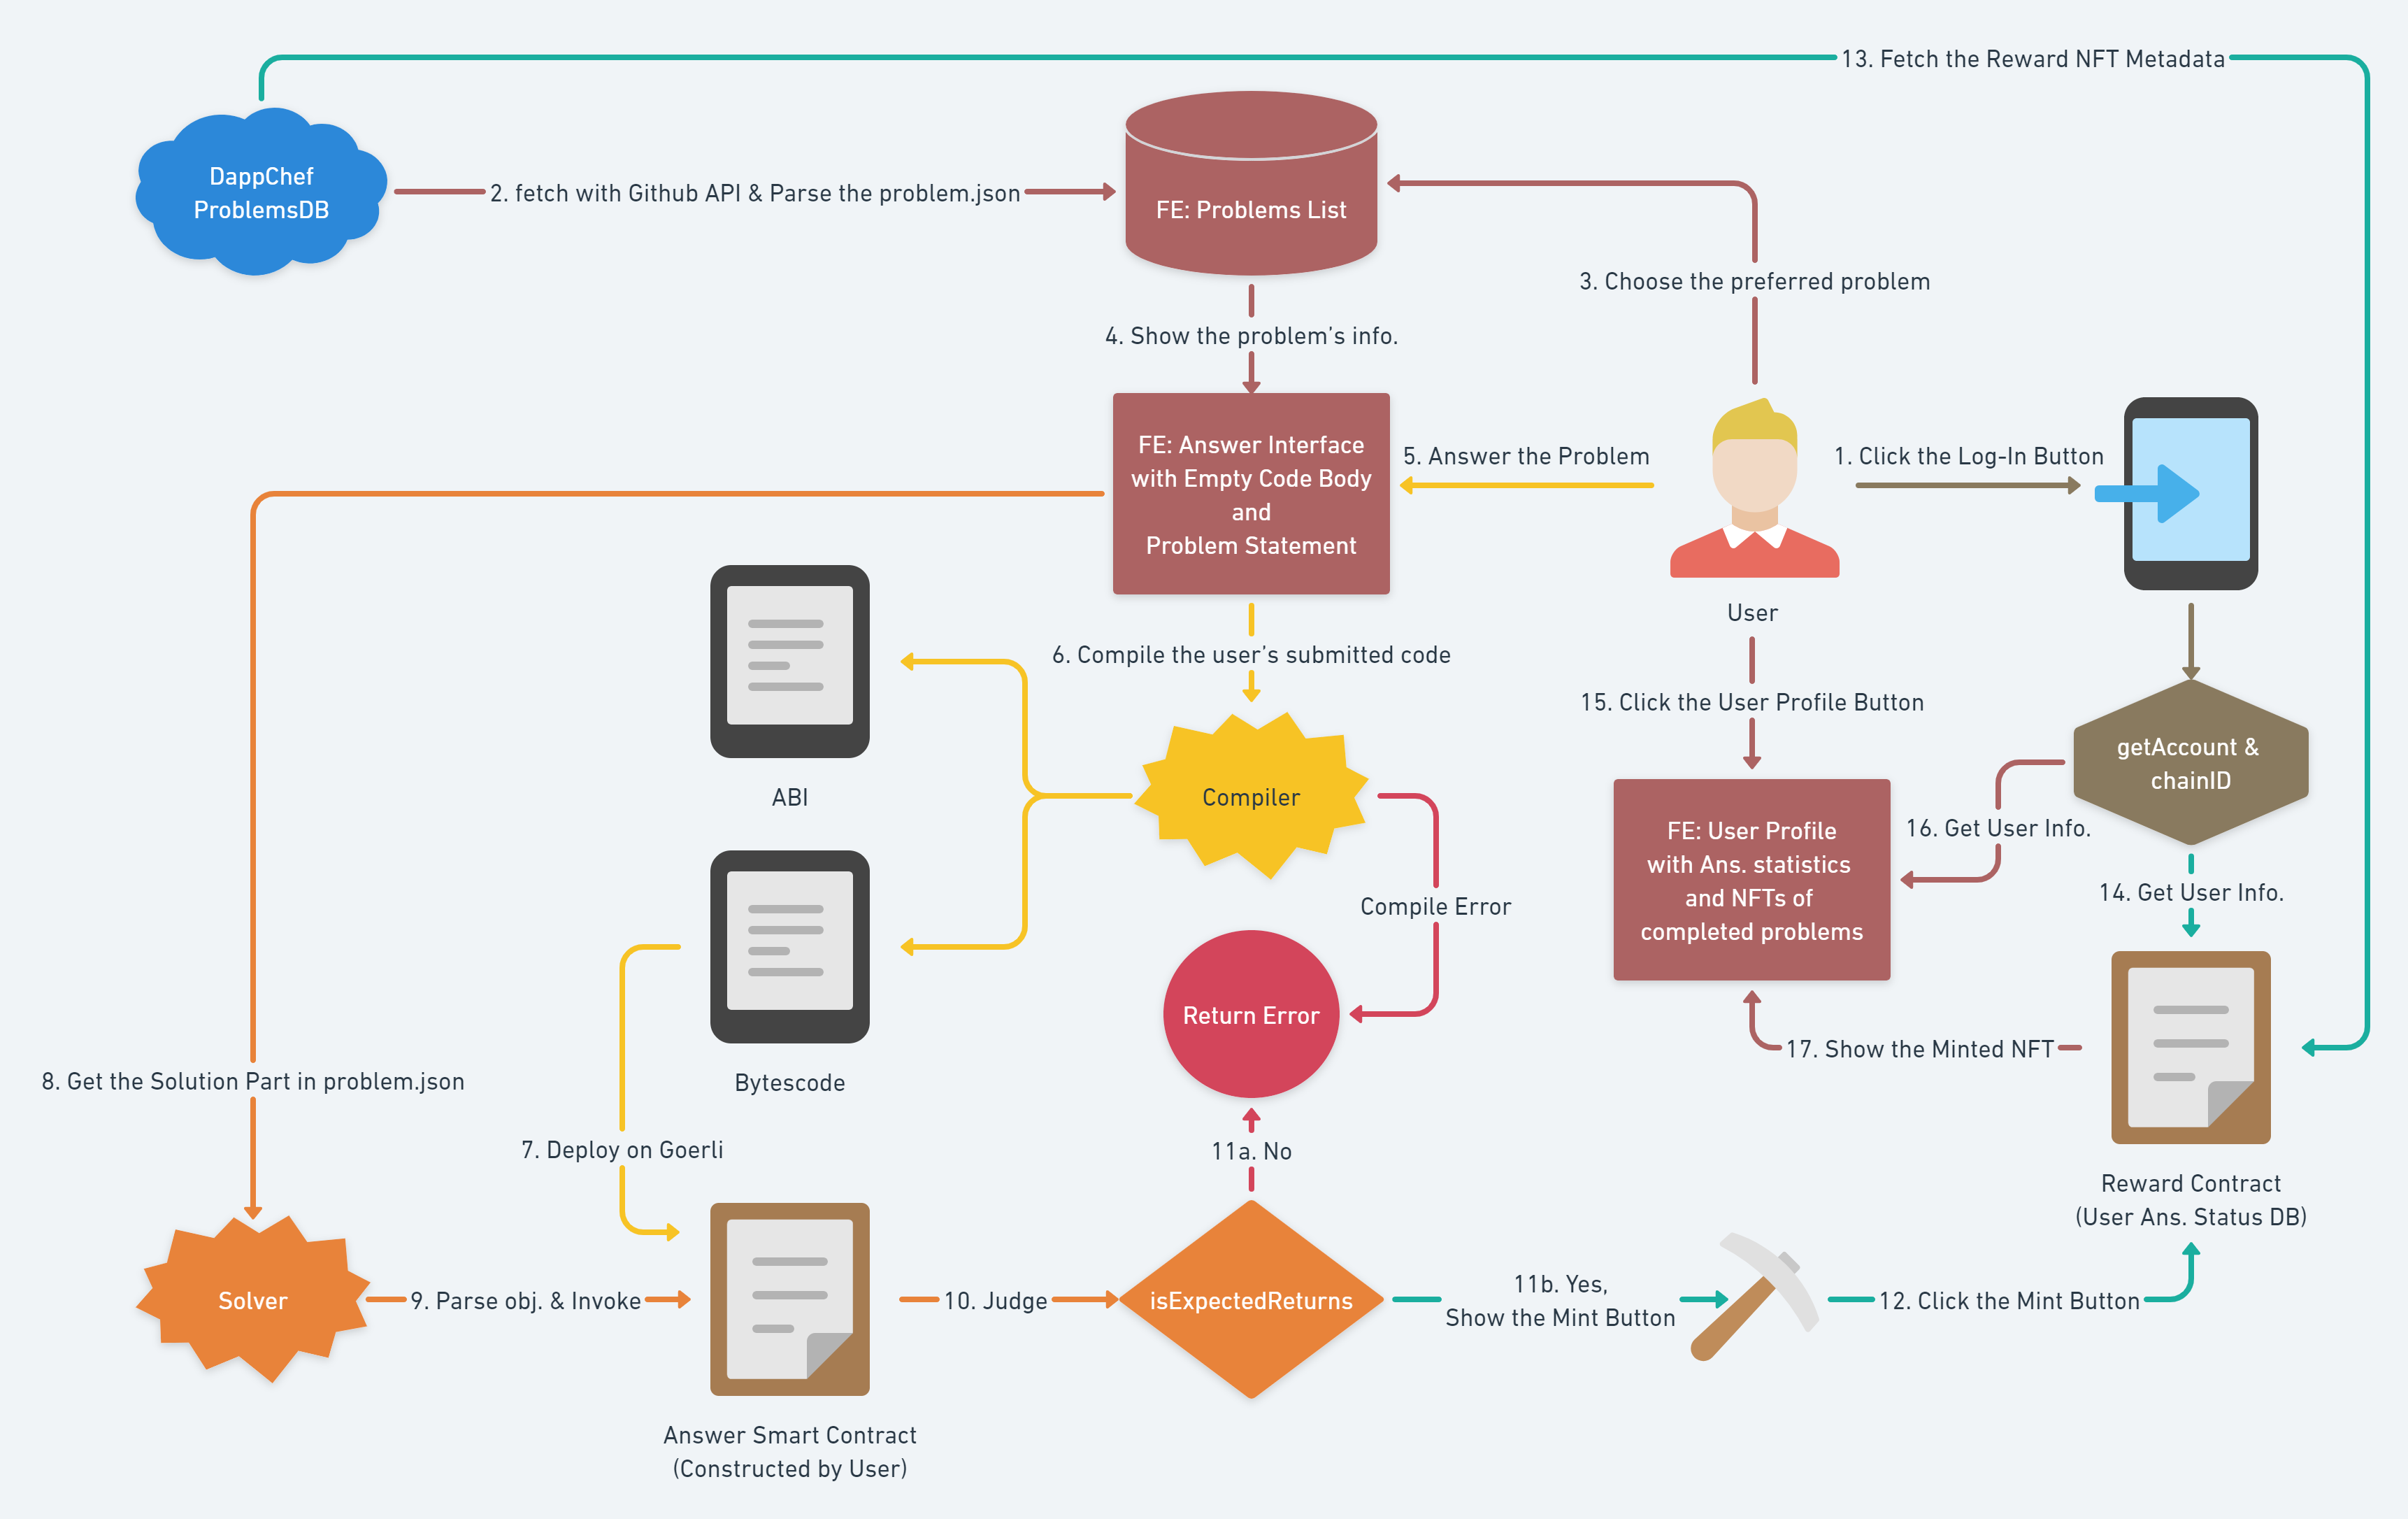 13. Fetch the Reward NFT Metadata
DappChef
ProblemsDB
2. fetch with Github API & Parse the problem.json
FE: Problems List
3. Choose the preferred problem
4. Show the problem's info.
FE: Answer Interface
with Empty Code Body
and
Problem Statement
5. Answer the Problem
1. Click the Log-In Button
User
6. Compile the user's submitted code
15. Click the User Profile Button
getAccount &
chainID
ABI
Compiler
16. Get User Info.
FE: User Profile
with Ans. statistics
and NFTs of
completed problems
14. Get User Info.
Compile Error
Return Error
17. Show the Minted NFT
8. Get the Solution Part in problem.json
Bytescode
7. Deploy on Goerli
11a. No
Reward Contract
(User Ans. Status DB)
Solver
9. Parse obj. & Invoke
10. Judge
isExpectedReturns
11b. Yes,
Show the Mint Button
12. Click the Mint Button
Answer Smart Contract
(Constructed by User)